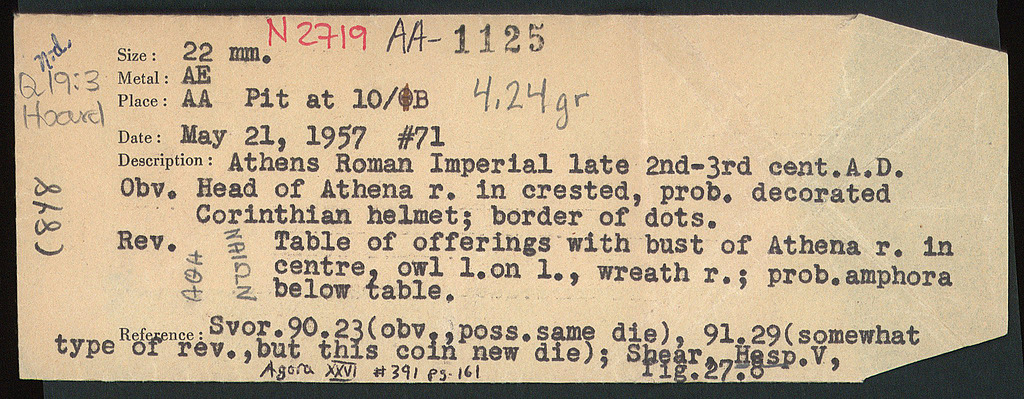 N 2719 AA-1125
n.d.
Q 19:3
Hoard
Size: 22 mm.
Metal: AE
Place: AA Pit at 10/ΦB 4.24gr
Date: May 21, 1957 #71
Description: Athens Roman Imperial late 2nd-3rd cent.A.D.
Obv. Head of Athena r. in crested, prob. decorated
Corinthian helmet; border of dots.
Rev. Table of offerings with bust of Athena r. in
centre, owl l.on l., wreath r.; prob.amphora
below table.
Reference: Svor.90.23(obv.,poss.same die), 91.29(somewhat
type of rev.,but this coin new die); Shear, Hesp.V,
fig.27.8
Agora XXVI #391 pg.161